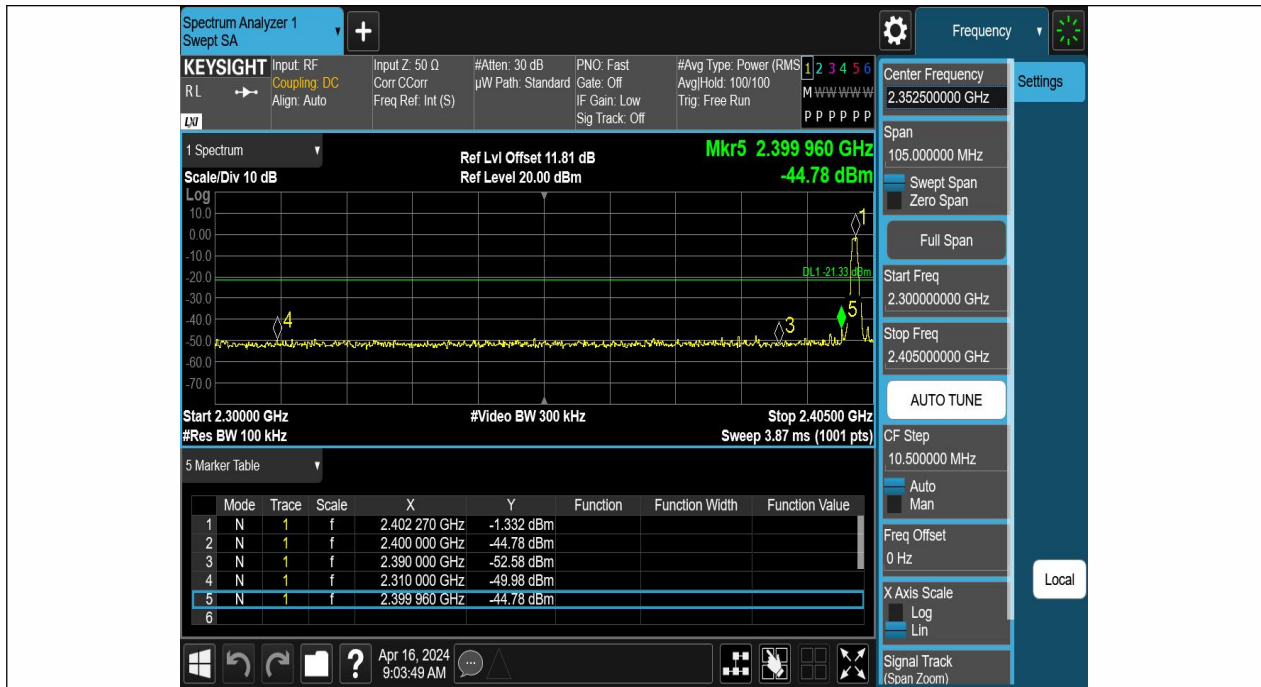 Spectrum Analyzer 1
Swept SA
+
Frequency
KEYSIGHT
R L
LXI
Input: RF
Coupling: DC
Align: Auto
Input Z: 50 Ω
Corr CCorr
Freq Ref: Int (S)
#Atten: 30 dB
µW Path: Standard
PNO: Fast
Gate: Off
IF Gain: Low
Sig Track: Off
#Avg Type: Power (RMS
Avg|Hold: 100/100
Trig: Free Run
1 2 3 4 5 6
M W W W W W
P P P P P P
1 Spectrum
Scale/Div 10 dB
Ref Lvl Offset 11.81 dB
Ref Level 20.00 dBm
Mkr5 2.399 960 GHz
-44.78 dBm
Log
10.0
0.00
-10.0
-20.0
-30.0
-40.0
-50.0
-60.0
-70.0
1
DL1 -21.33 dBm
4
3
5
Start 2.30000 GHz
#Video BW 300 kHz
Stop 2.40500 GHz
#Res BW 100 kHz
Sweep 3.87 ms (1001 pts)
5 Marker Table
Mode Trace Scale X Y Function Function Width Function Value
1 N 1 f 2.402 270 GHz -1.332 dBm
2 N 1 f 2.400 000 GHz -44.78 dBm
3 N 1 f 2.390 000 GHz -52.58 dBm
4 N 1 f 2.310 000 GHz -49.98 dBm
5 N 1 f 2.399 960 GHz -44.78 dBm
6
?
Apr 16, 2024
9:03:49 AM
Center Frequency
2.352500000 GHz
Settings
Span
105.000000 MHz
Swept Span
Zero Span
Full Span
Start Freq
2.300000000 GHz
Stop Freq
2.405000000 GHz
AUTO TUNE
CF Step
10.500000 MHz
Auto
Man
Freq Offset
0 Hz
Local
X Axis Scale
Log
Lin
Signal Track
(Span Zoom)